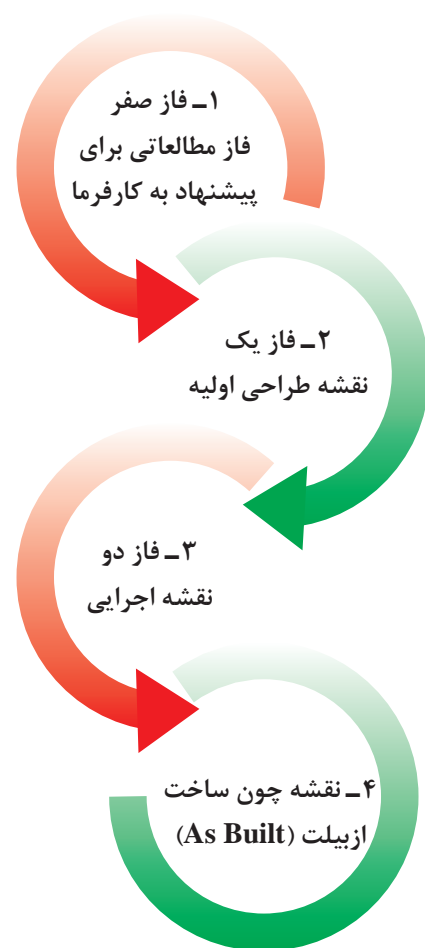 ۱ـ فاز صفر
فاز مطالعاتی برای
پیشنهاد به کارفرما
۲ـ فاز یک
نقشه طراحی اولیه
۳ـ فاز دو
نقشه اجرایی
۴ـ نقشه چون ساخت
ازبیلت (As Built)